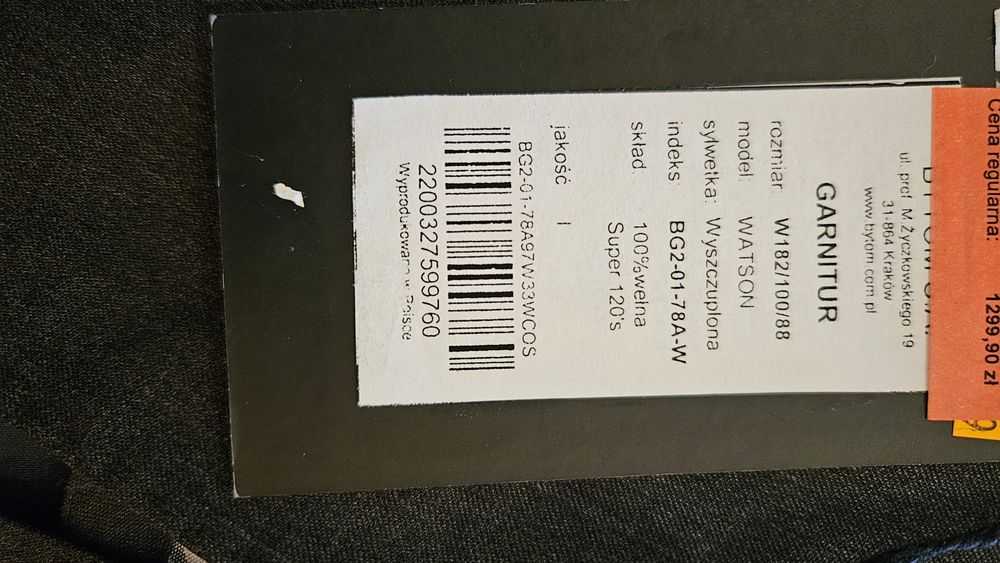 Cena regularna: 1299,90 zł
ul. prof. M. Życzkowskiego 19
31-864 Kraków
www.bytom.com.pl
GARNITUR
rozmiar: W182/100/88
model: WATSON
sylwetka: Wyszczuplona
indeks: BG2-01-78A-W
skład: 100%wełna
Super 120's
jakość I
BG2-01-78A97W33WCOS
2200327599760
Wyprodukowano w Polsce